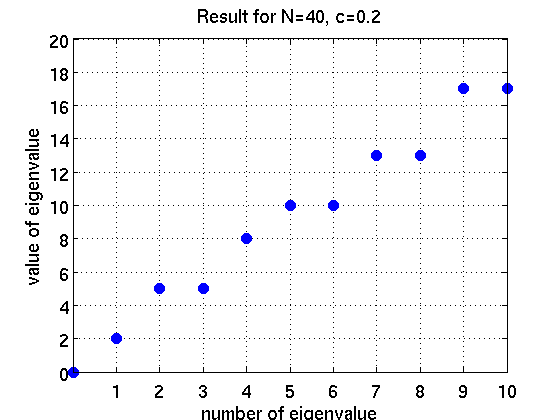 Result for N=40, c=0.2
20
18
16
14
12
10
8
6
4
2
0
value of eigenvalue
1 2 3 4 5 6 7 8 9 10
number of eigenvalue